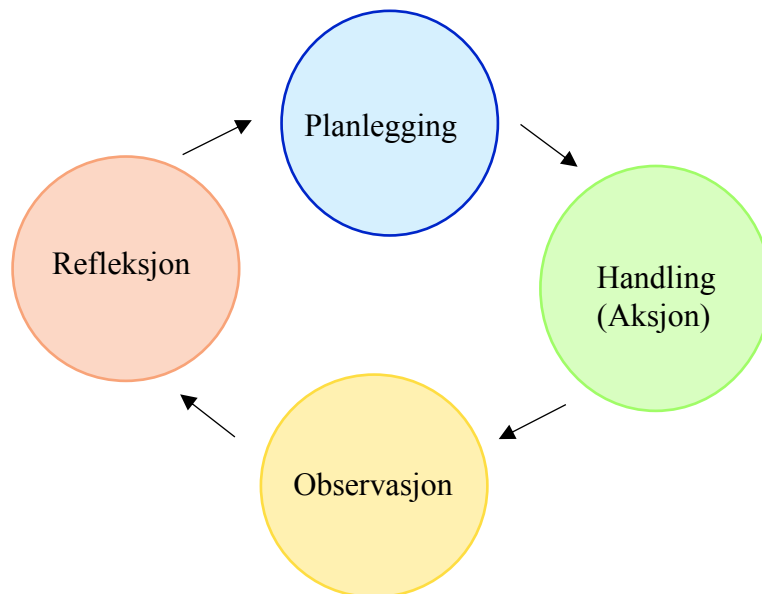 Planlegging
Refleksjon
Handling
(Aksjon)
Observasjon